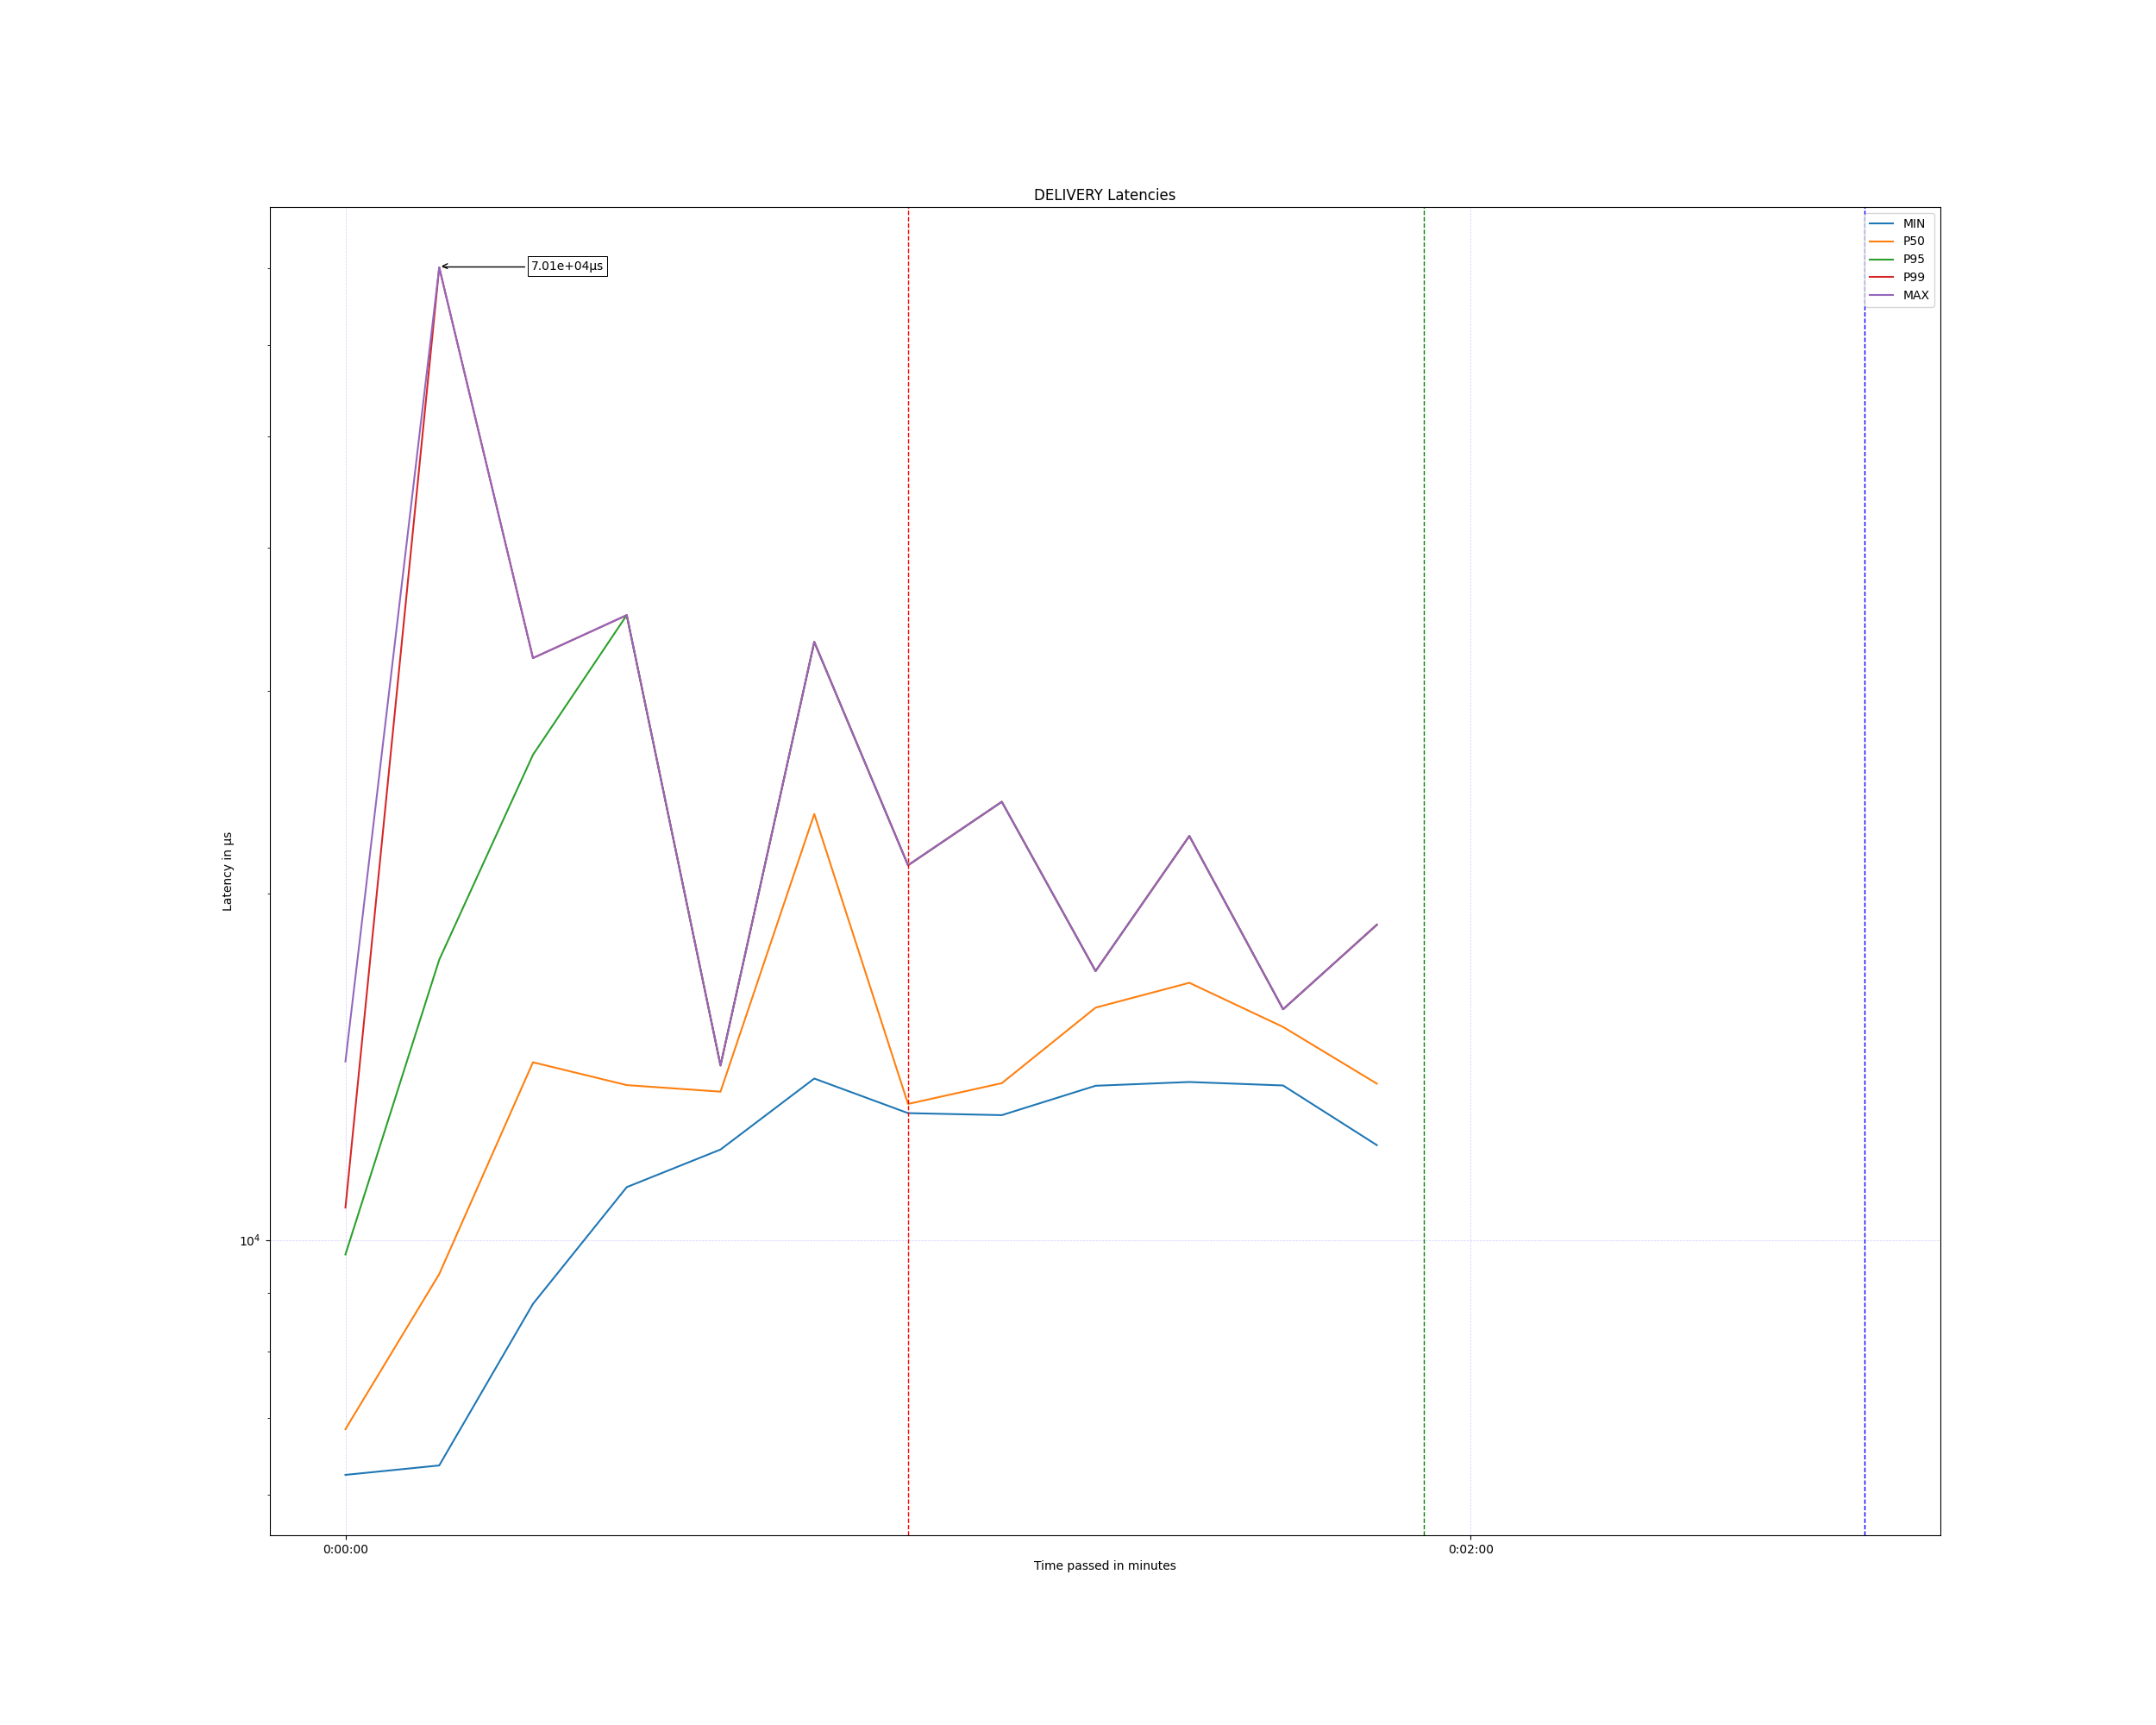 DELIVERY Latencies
7.01e+04µs
MIN
P50
P95
P99
MAX
Latency in µs
10⁴
0:00:00
0:02:00
Time passed in minutes